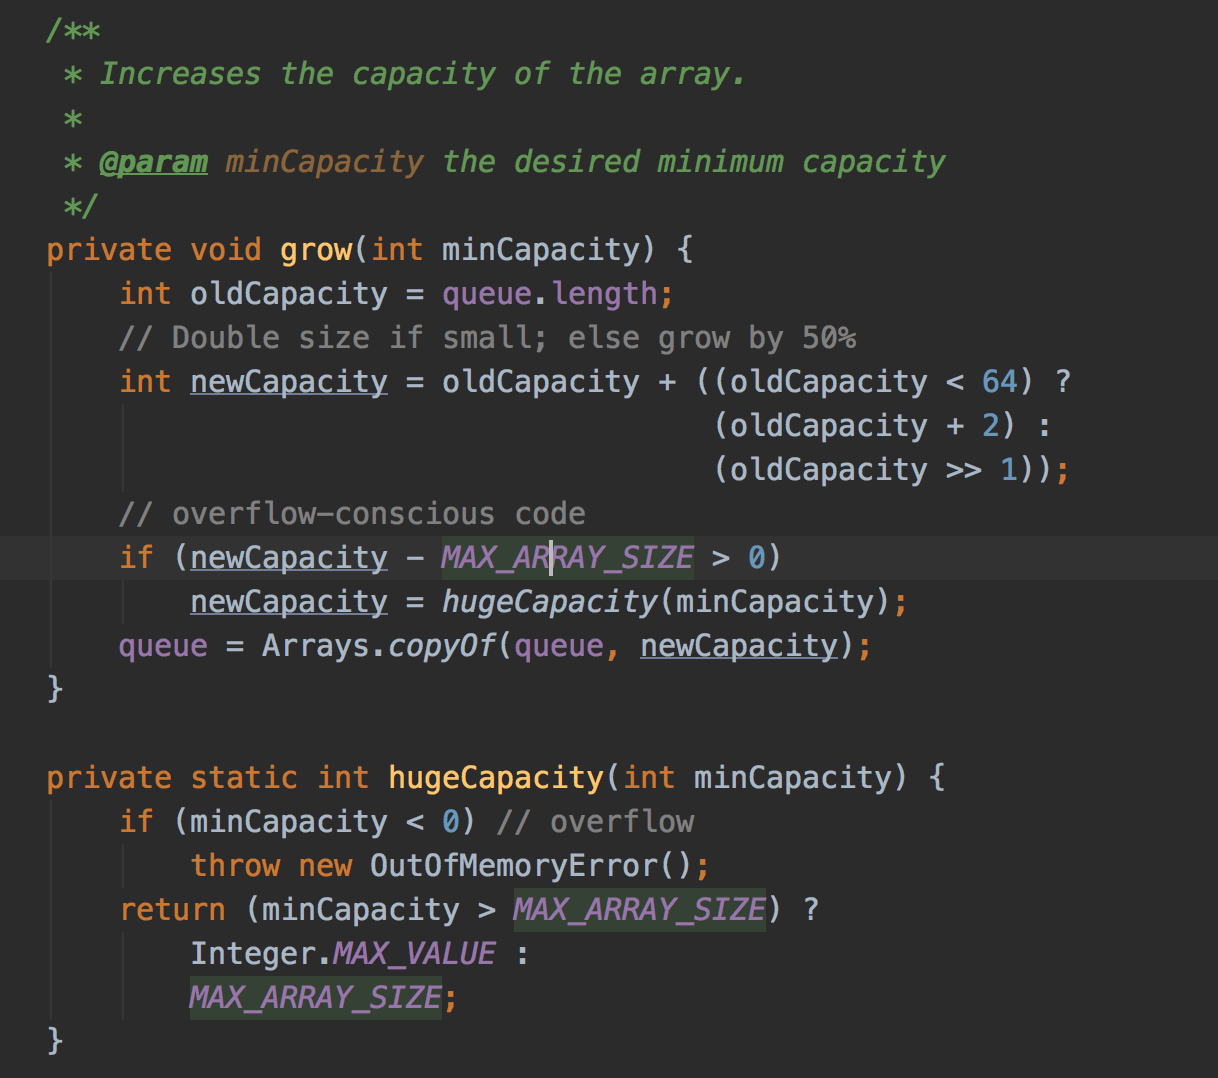 /**
 * Increases the capacity of the array.
 *
 * @param minCapacity the desired minimum capacity
 */
private void grow(int minCapacity) {
    int oldCapacity = queue.length;
    // Double size if small; else grow by 50%
    int newCapacity = oldCapacity + ((oldCapacity < 64) ?
                                     (oldCapacity + 2) :
                                     (oldCapacity >> 1));
    // overflow-conscious code
    if (newCapacity - MAX_ARRAY_SIZE > 0)
        newCapacity = hugeCapacity(minCapacity);
    queue = Arrays.copyOf(queue, newCapacity);
}

private static int hugeCapacity(int minCapacity) {
    if (minCapacity < 0) // overflow
        throw new OutOfMemoryError();
    return (minCapacity > MAX_ARRAY_SIZE) ?
        Integer.MAX_VALUE :
        MAX_ARRAY_SIZE;
}